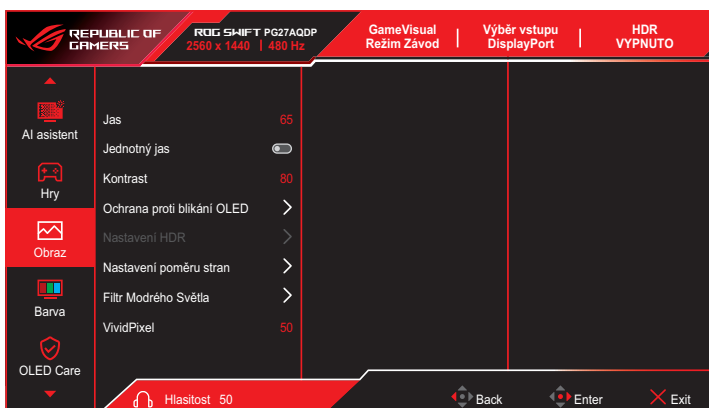 REPUBLIC OF
GAMERS
ROG SWIFT PG27AQDP
2560 x 1440 | 480 Hz
GameVisual
Režim Závod
Výběr vstupu
DisplayPort
HDR
VYPNUTO
AI asistent
Hry
Obraz
Barva
OLED Care
Jas 65
Jednotný jas
Kontrast 80
Ochrana proti blikání OLED
Nastavení HDR
Nastavení poměru stran
Filtr Modrého Světla
VividPixel 50
Hlasitost 50
Back
Enter
Exit